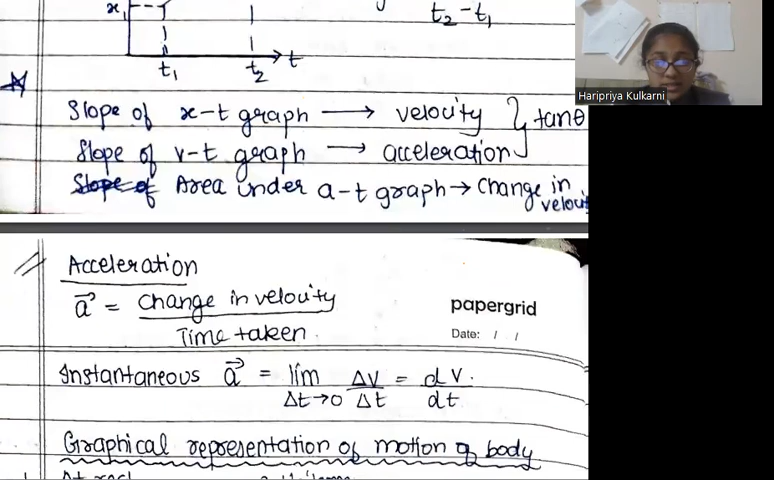 x₁
t₂ - t₁
t₁ t₂ t
Haripriya Kulkarni
Slope of x-t graph → velocity } tanθ
Slope of v-t graph → acceleration
Slope of Area under a-t graph → change in
Acceleration
a⃗ = change in velocity
Time taken.
papergrid
Date: / /
Instantaneous a⃗ = lim Δv = dv.
Δt→0 Δt dt
Graphical representation of motion of body